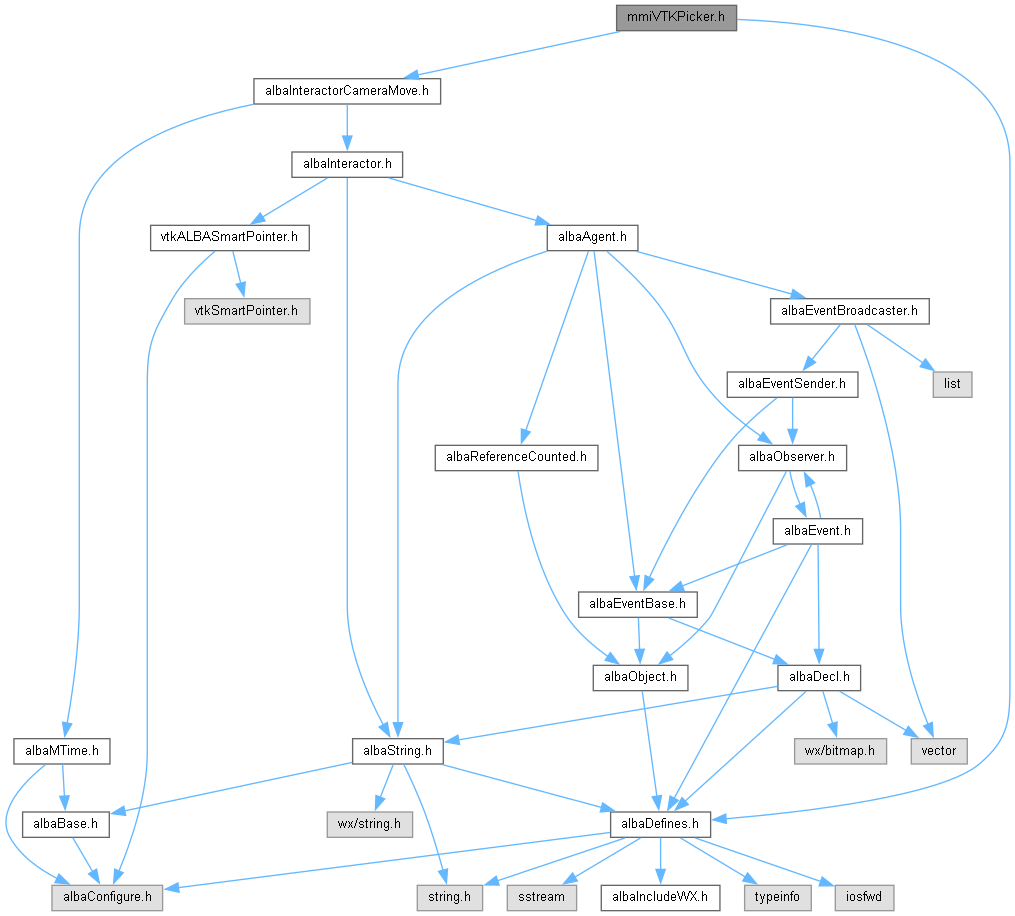 mmiVTKPicker.h
albaInteractorCameraMove.h
albaInteractor.h
vtkALBASmartPointer.h
albaAgent.h
vtkSmartPointer.h
albaEventBroadcaster.h
albaEventSender.h
list
albaReferenceCounted.h
albaObserver.h
albaEvent.h
albaEventBase.h
albaObject.h
albaDecl.h
albaMTime.h
albaString.h
wx/bitmap.h
vector
albaBase.h
wx/string.h
albaDefines.h
albaConfigure.h
string.h
sstream
albaIncludeWX.h
typeinfo
iosfwd